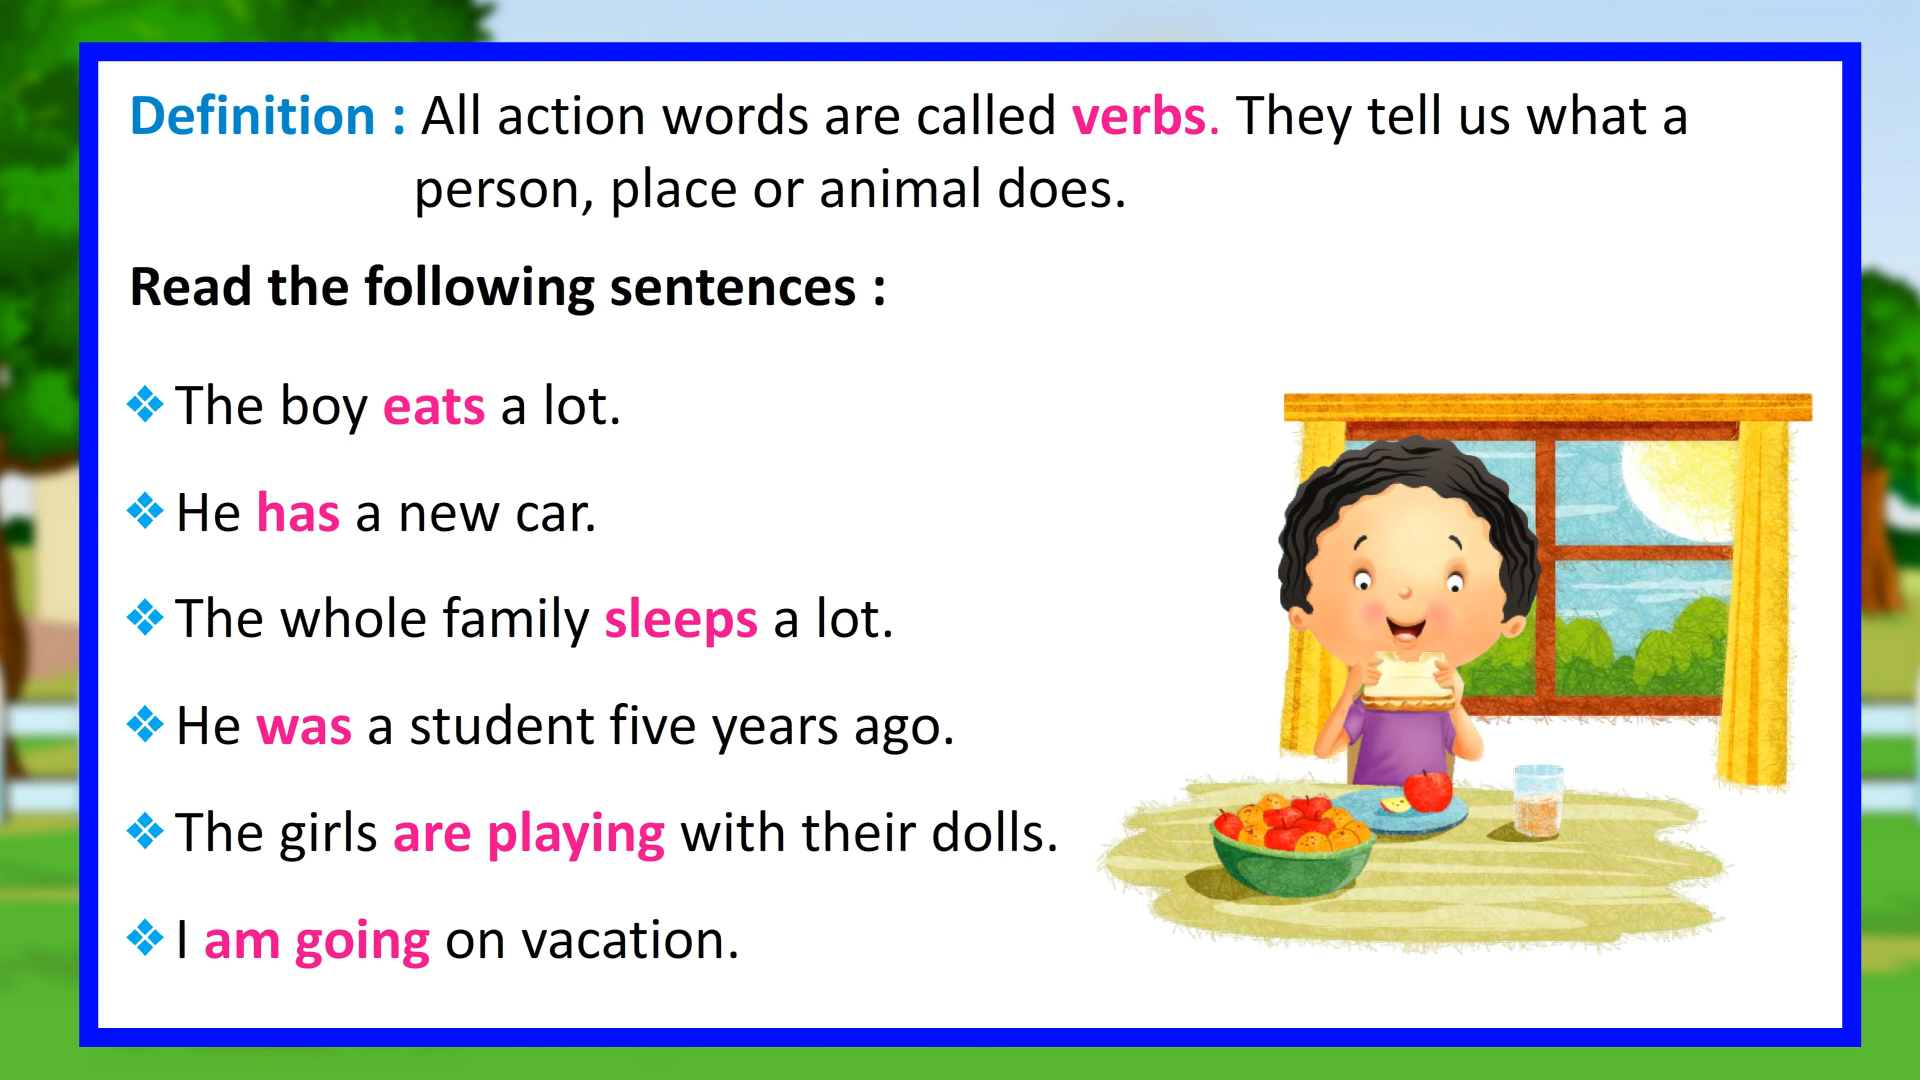 Definition : All action words are called verbs. They tell us what a
person, place or animal does.
Read the following sentences :
❖ The boy eats a lot.
❖ He has a new car.
❖ The whole family sleeps a lot.
❖ He was a student five years ago.
❖ The girls are playing with their dolls.
❖ I am going on vacation.